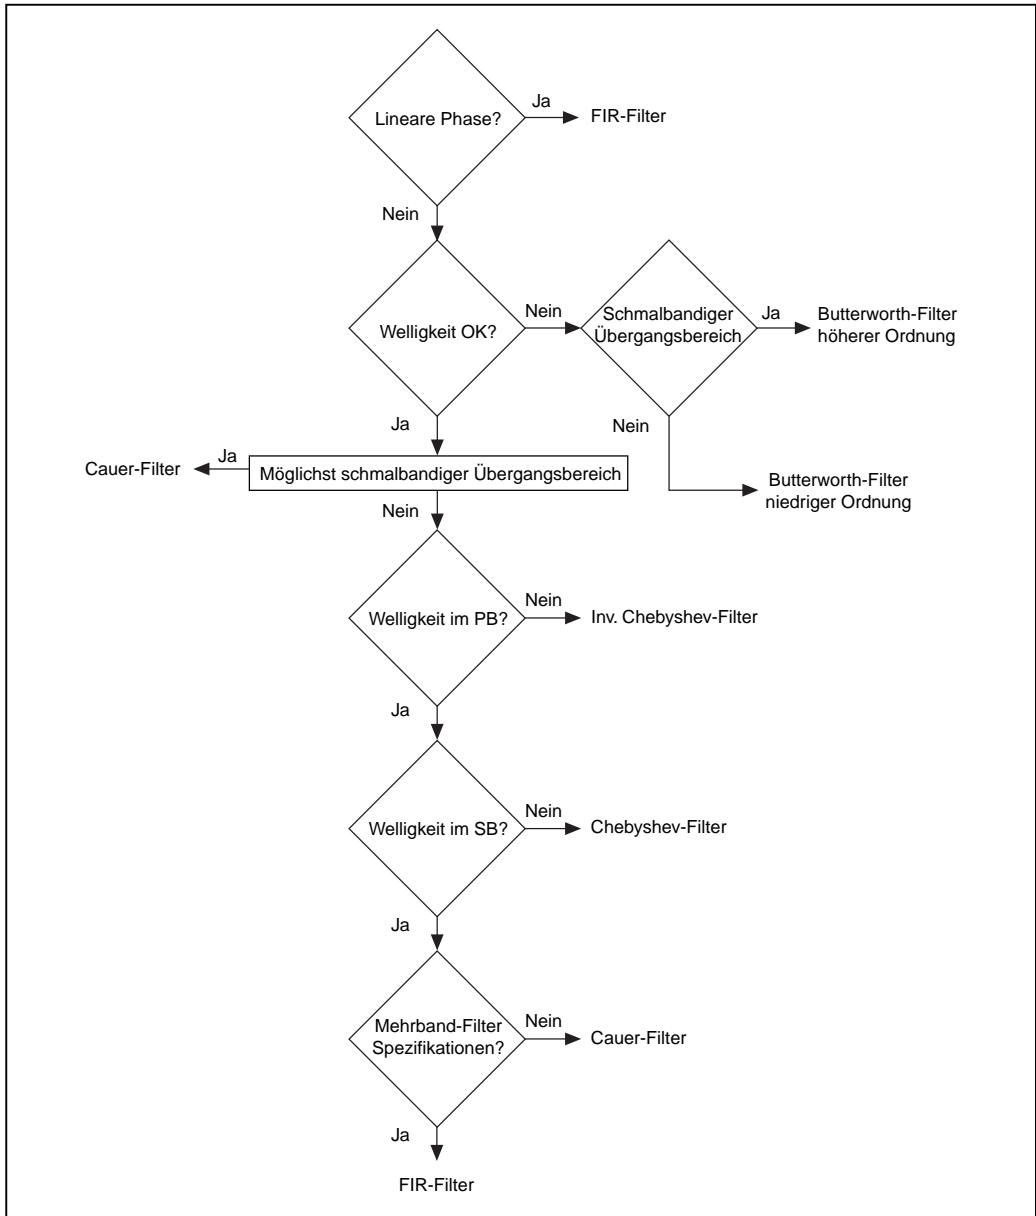 Lineare Phase?
Ja
FIR-Filter
Nein
Welligkeit OK?
Nein
Schmalbandiger
Übergangsbereich
Ja
Butterworth-Filter
höherer Ordnung
Nein
Butterworth-Filter
niedriger Ordnung
Ja
Möglichst schmalbandiger Übergangsbereich
Ja
Cauer-Filter
Nein
Welligkeit im PB?
Nein
Inv. Chebyshev-Filter
Ja
Welligkeit im SB?
Nein
Chebyshev-Filter
Ja
Mehrband-Filter
Spezifikationen?
Nein
Cauer-Filter
Ja
FIR-Filter